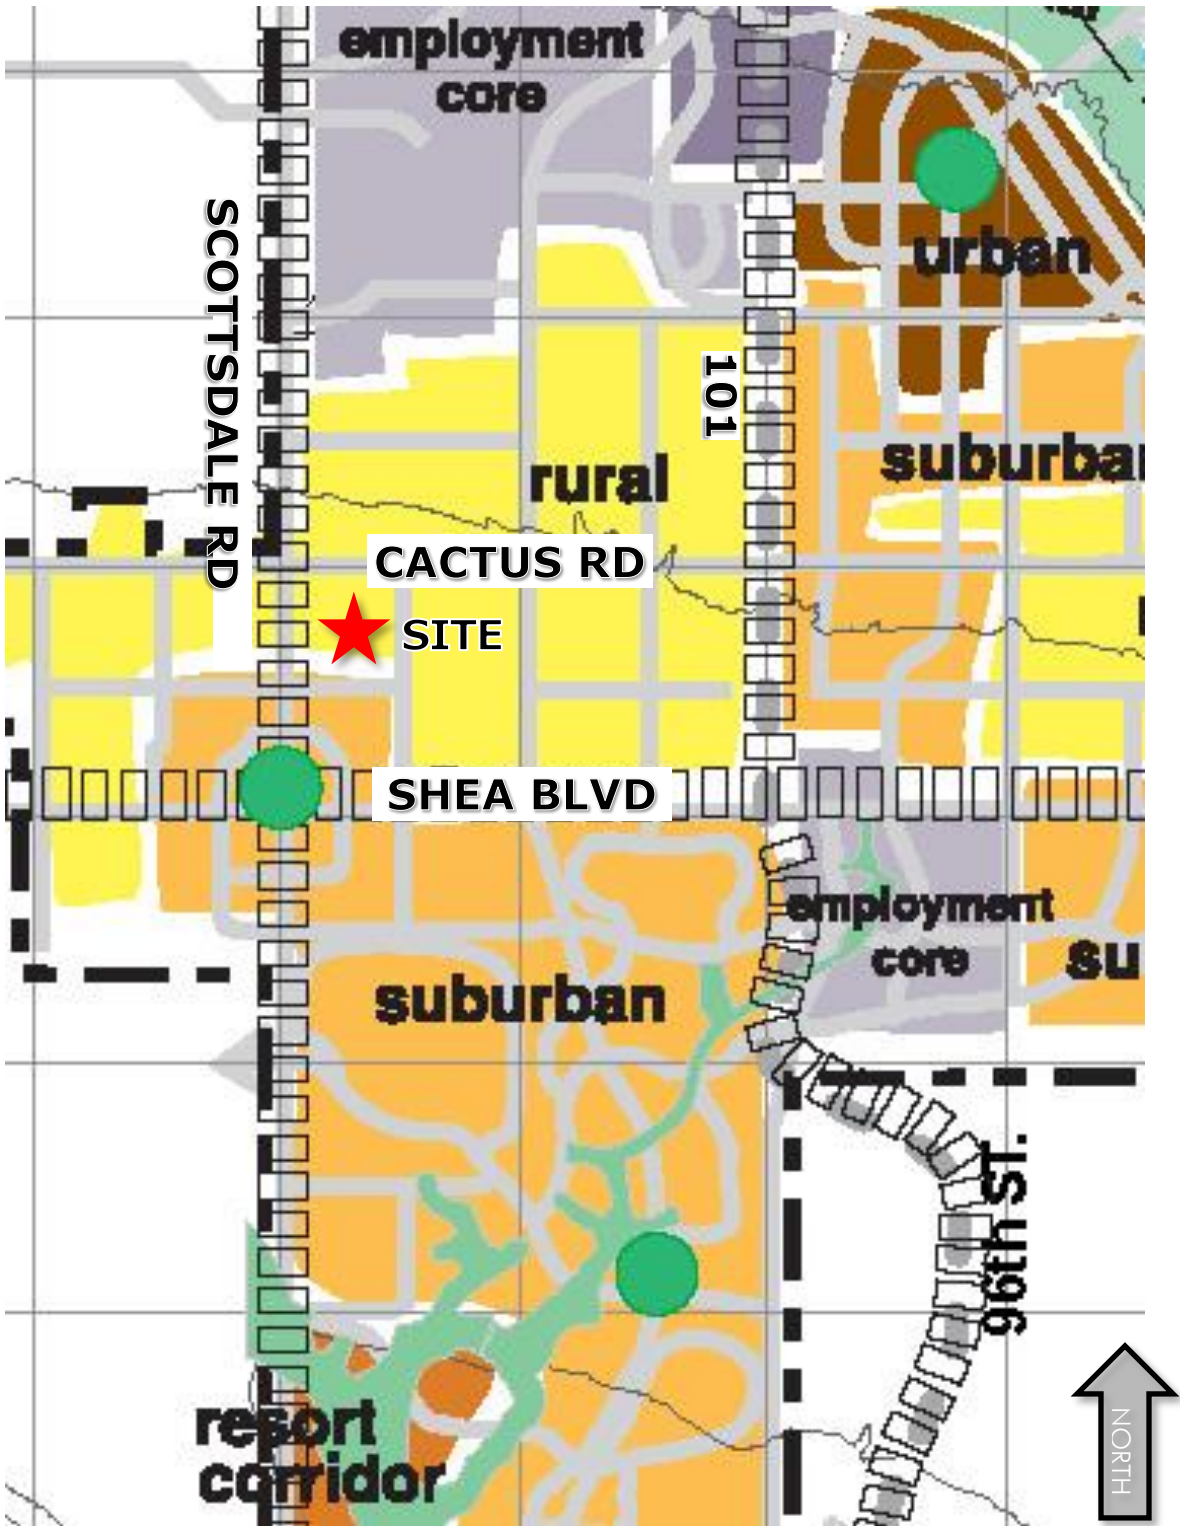 employment
core
SCOTTSDALE RD
urban
101
suburba
rural
CACTUS RD
SITE
SHEA BLVD
employment
core
su
suburban
96th ST.
resort
corridor
NORTH